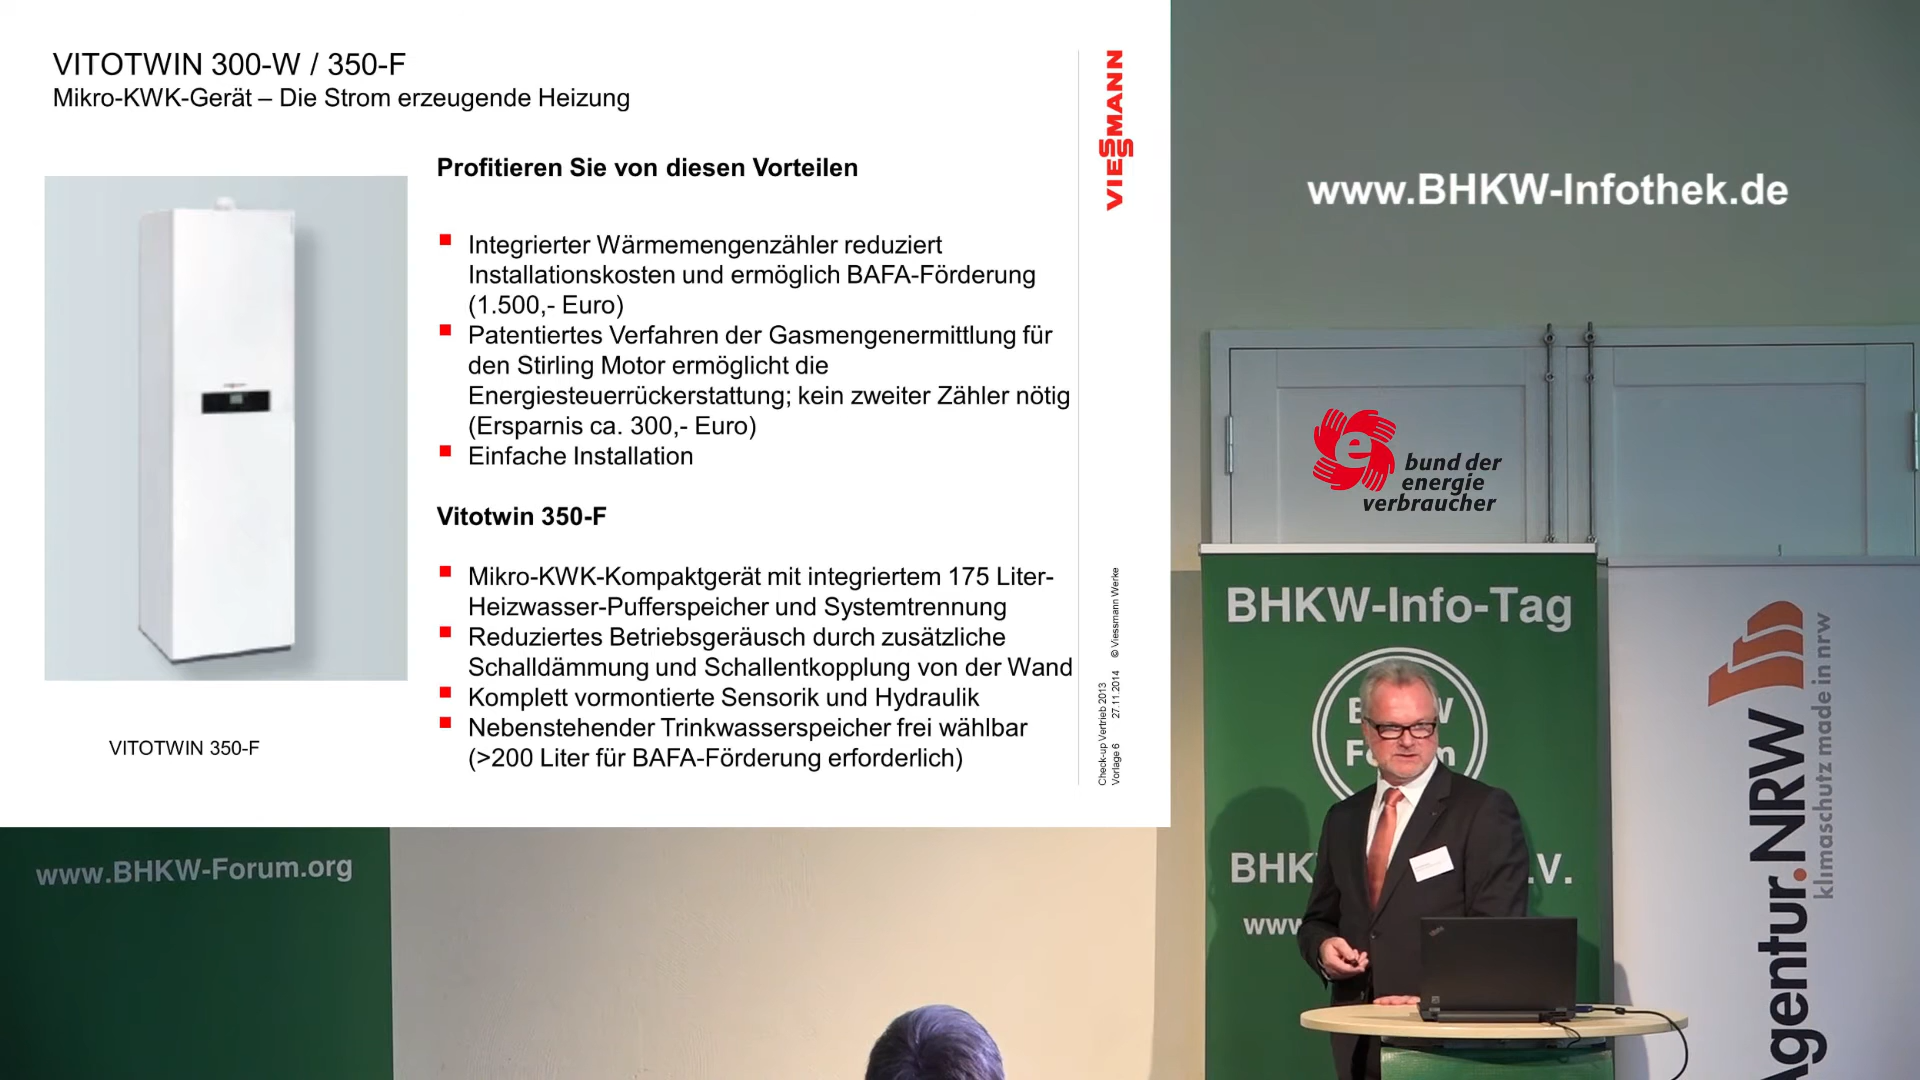 VITOTWIN 300-W / 350-F
Mikro-KWK-Gerät – Die Strom erzeugende Heizung
Profitieren Sie von diesen Vorteilen
Integrierter Wärmemengenzähler reduziert
Installationskosten und ermöglich BAFA-Förderung
(1.500,- Euro)
Patentiertes Verfahren der Gasmengenermittlung für
den Stirling Motor ermöglicht die
Energiesteuerrückerstattung; kein zweiter Zähler nötig
(Ersparnis ca. 300,- Euro)
Einfache Installation
Vitotwin 350-F
Mikro-KWK-Kompaktgerät mit integriertem 175 Liter-
Heizwasser-Pufferspeicher und Systemtrennung
Reduziertes Betriebsgeräusch durch zusätzliche
Schalldämmung und Schallentkopplung von der Wand
Komplett vormontierte Sensorik und Hydraulik
Nebenstehender Trinkwasserspeicher frei wählbar
(>200 Liter für BAFA-Förderung erforderlich)
VITOTWIN 350-F
VIESSMANN
Check-up Vertrieb 2013
Vorlage 6 27.11.2014 © Viessmann Werke
www.BHKW-Forum.org
www.BHKW-Infothek.de
e
bund der
energie
verbraucher
BHKW-Info-Tag
B W
Fo m
BHK .V.
www
Agentur.NRW
klimaschutz made in nrw